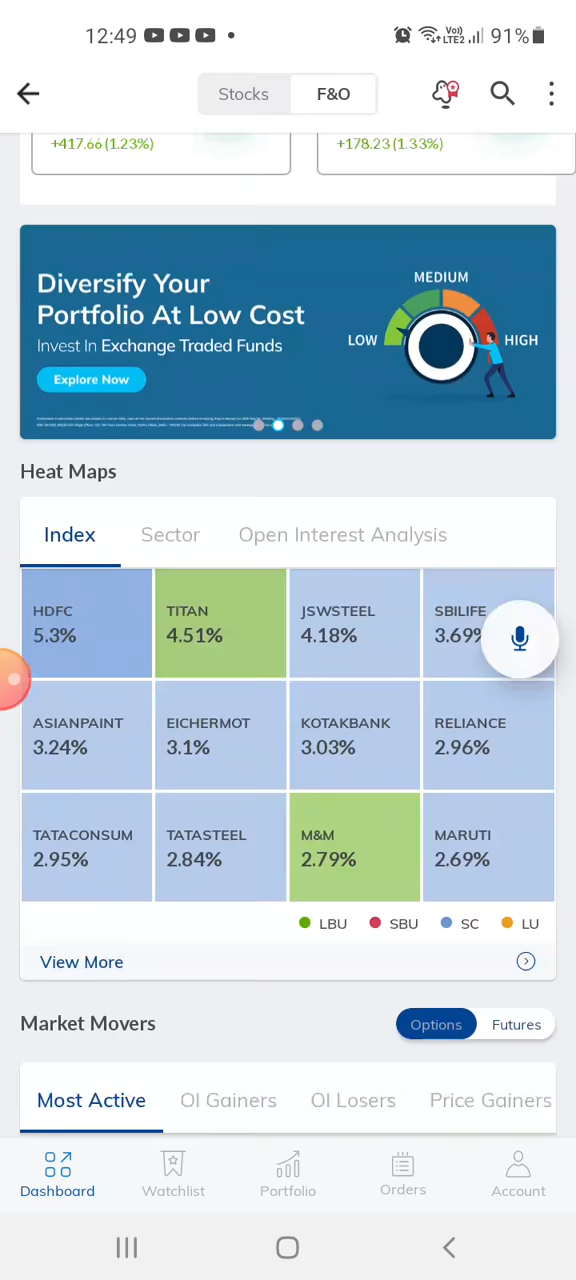 12:49
Vo)) LTE2 91%
Stocks F&O
+417.66 (1.23%) +178.23 (1.33%)
Diversify Your
Portfolio At Low Cost
Invest In Exchange Traded Funds
Explore Now
LOW MEDIUM HIGH
Heat Maps
Index Sector Open Interest Analysis
HDFC TITAN JSWSTEEL SBILIFE
5.3% 4.51% 4.18% 3.69%
ASIANPAINT EICHERMOT KOTAKBANK RELIANCE
3.24% 3.1% 3.03% 2.96%
TATACONSUM TATASTEEL M&M MARUTI
2.95% 2.84% 2.79% 2.69%
LBU SBU SC LU
View More
Market Movers Options Futures
Most Active OI Gainers OI Losers Price Gainers
Dashboard Watchlist Portfolio Orders Account